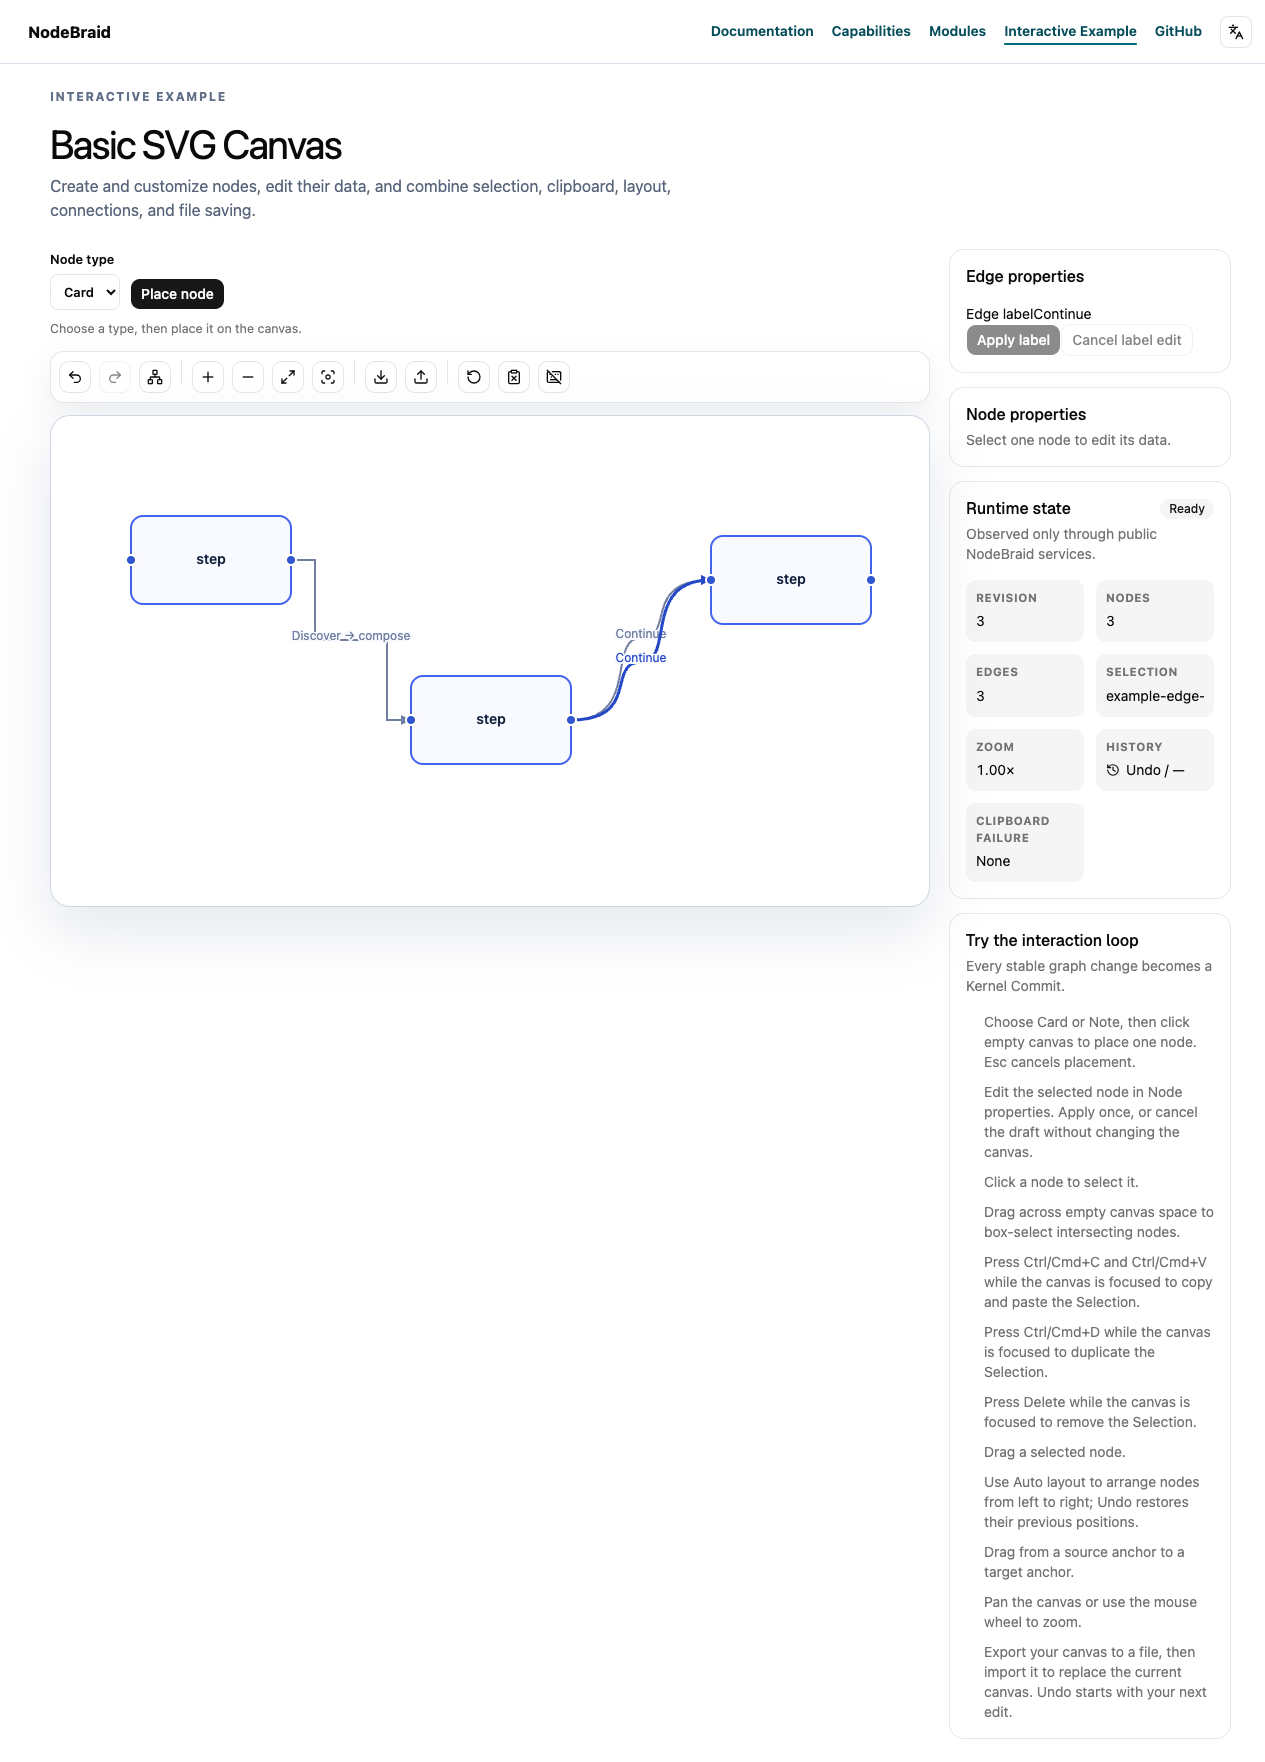 NodeBraid
Documentation
Capabilities
Modules
Interactive Example
GitHub
INTERACTIVE EXAMPLE
Basic SVG Canvas
Create and customize nodes, edit their data, and combine selection, clipboard, layout,
connections, and file saving.
Node type
Card
Place node
Choose a type, then place it on the canvas.
step
Discover → compose
step
Continue
Continue
step
Edge properties
Edge labelContinue
Apply label
Cancel label edit
Node properties
Select one node to edit its data.
Runtime state
Ready
Observed only through public
NodeBraid services.
REVISION
3
NODES
3
EDGES
3
SELECTION
example-edge-
ZOOM
1.00×
HISTORY
Undo / —
CLIPBOARD
FAILURE
None
Try the interaction loop
Every stable graph change becomes a
Kernel Commit.
Choose Card or Note, then click
empty canvas to place one node.
Esc cancels placement.
Edit the selected node in Node
properties. Apply once, or cancel
the draft without changing the
canvas.
Click a node to select it.
Drag across empty canvas space to
box-select intersecting nodes.
Press Ctrl/Cmd+C and Ctrl/Cmd+V
while the canvas is focused to copy
and paste the Selection.
Press Ctrl/Cmd+D while the canvas
is focused to duplicate the
Selection.
Press Delete while the canvas is
focused to remove the Selection.
Drag a selected node.
Use Auto layout to arrange nodes
from left to right; Undo restores
their previous positions.
Drag from a source anchor to a
target anchor.
Pan the canvas or use the mouse
wheel to zoom.
Export your canvas to a file, then
import it to replace the current
canvas. Undo starts with your next
edit.